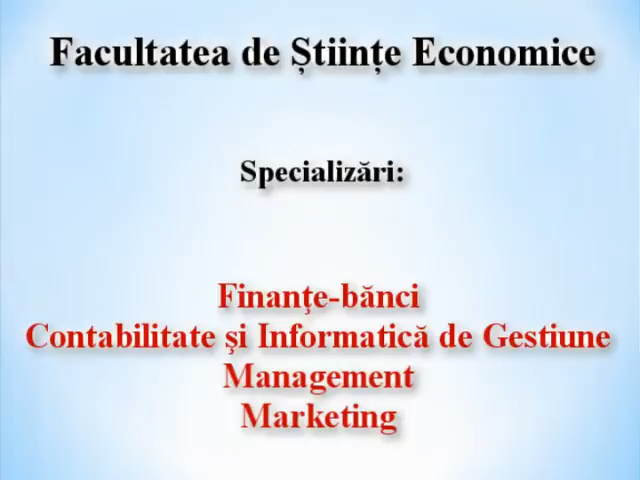 Facultatea de Științe Economice
Specializări:
Finanţe-bănci
Contabilitate şi Informatică de Gestiune
Management
Marketing